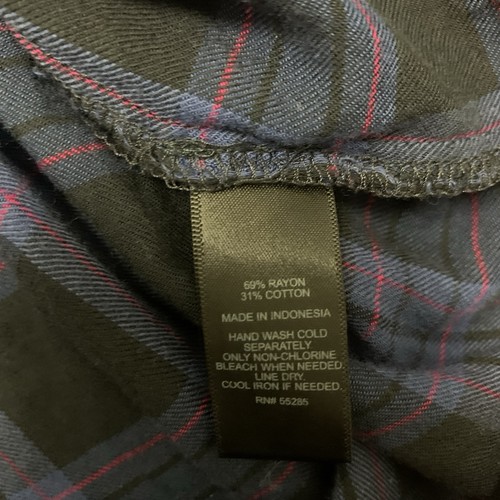 69% RAYON
31% COTTON
MADE IN INDONESIA
HAND WASH COLD
SEPARATELY
ONLY NON-CHLORINE
BLEACH WHEN NEEDED.
LINE DRY.
COOL IRON IF NEEDED.
RN# 55285